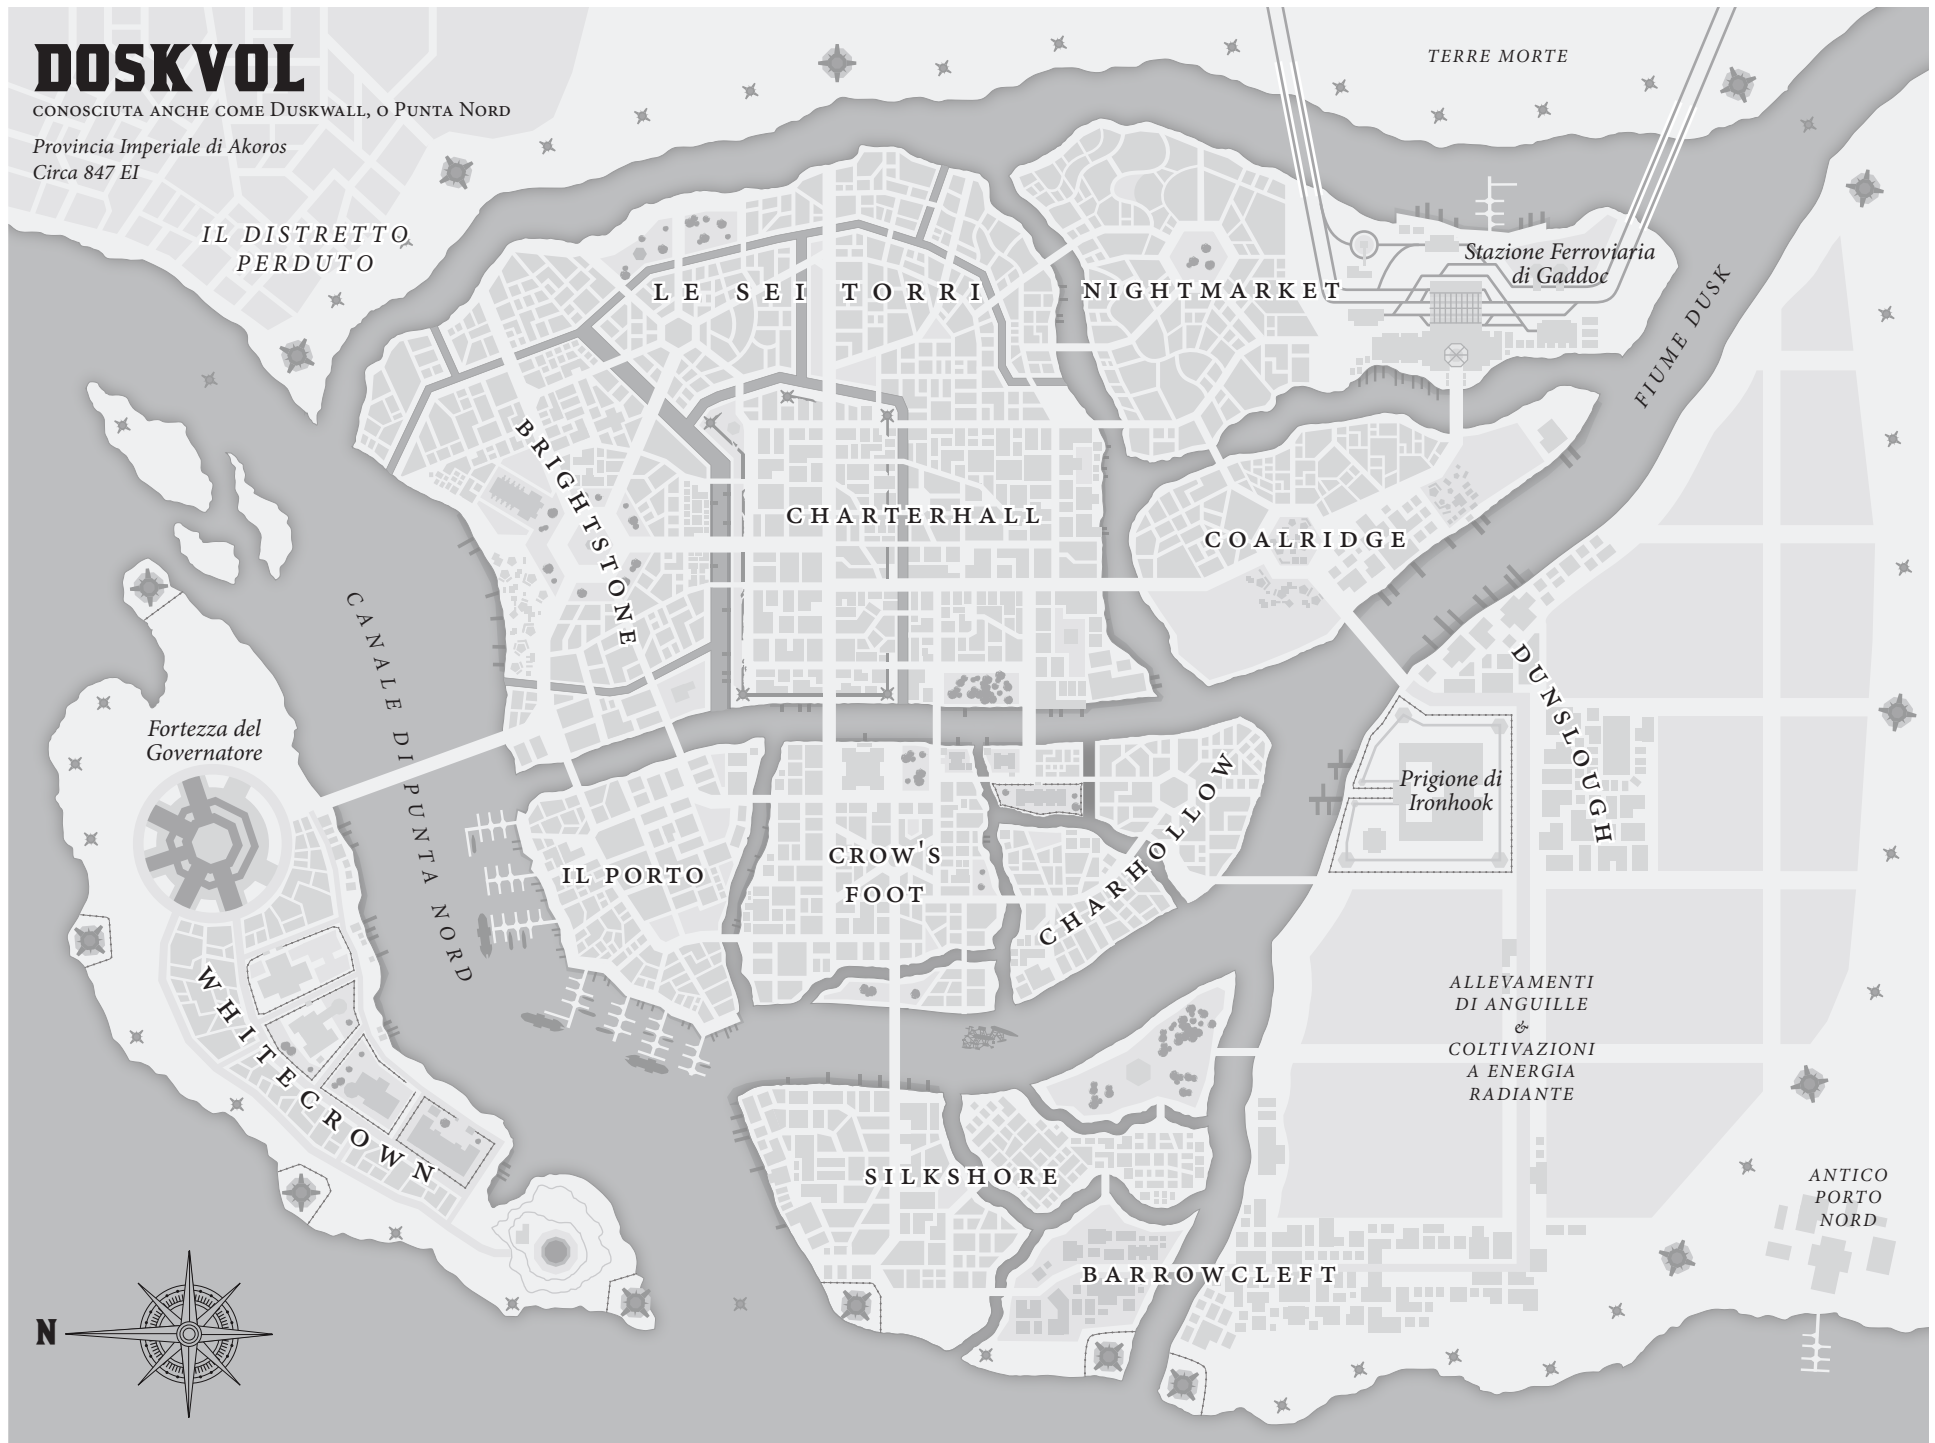 DOSKVOL
conosciuta anche come Duskwall, o Punta Nord
Provincia Imperiale di Akoros
Circa 847 EI
TERRE MORTE
IL DISTRETTO
PERDUTO
LE SEI TORRI
NIGHTMARKET
Stazione Ferroviaria
di Gaddoc
FIUME DUSK
BRIGHTSTONE
CHARTERHALL
COALRIDGE
CANALE DI PUNTA NORD
DUNSLOUGH
Fortezza del
Governatore
Prigione di
Ironhook
IL PORTO
CROW'S
FOOT
CHARHOLLOW
WHITECROWN
ALLEVAMENTI
DI ANGUILLE
&
COLTIVAZIONI
A ENERGIA
RADIANTE
SILKSHORE
ANTICO
PORTO
NORD
BARROWCLEFT
N